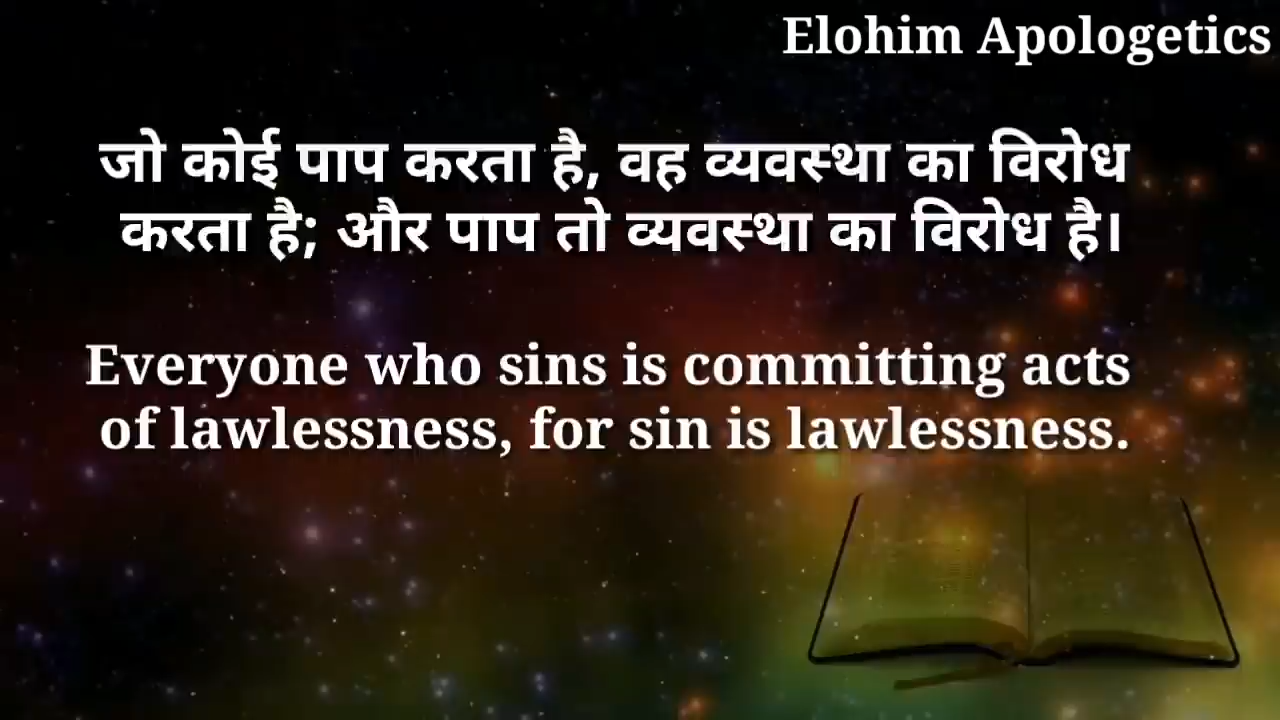 Elohim Apologetics
जो कोई पाप करता है, वह व्यवस्था का विरोध
करता है; और पाप तो व्यवस्था का विरोध है।
Everyone who sins is committing acts
of lawlessness, for sin is lawlessness.